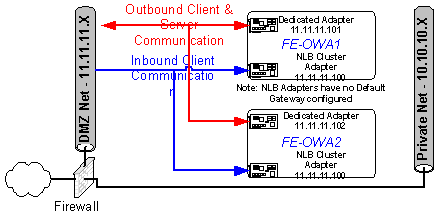 Outbound Client &
Server
Communication
Inbound Client
Communicatio
r
DMZ Net - 11.11.11.X
Dedicated Adapter
11.11.11.101
FE-OWA1
NLB Cluster
Adapter
11.11.11.100
Note: NLB Adapters have no Default
Gateway configured
Dedicated Adapter
11.11.11.102
FE-OWA2
NLB Cluster
Adapter
11.11.11.100
Private Net - 10.10.10.X
Firewall